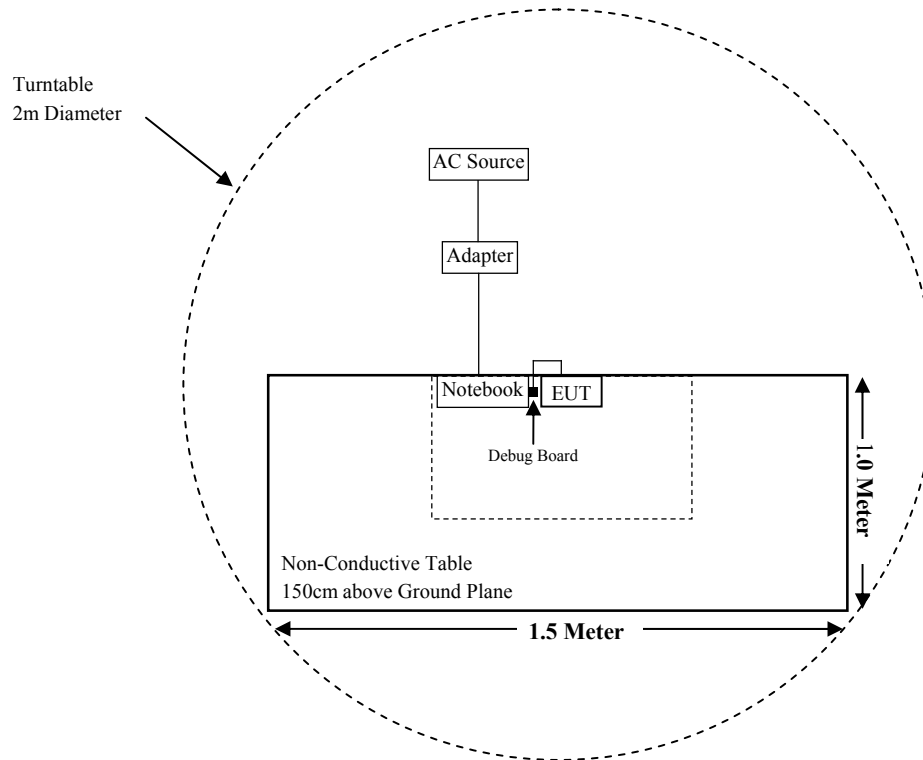 Turntable
2m Diameter
AC Source
Adapter
Notebook
EUT
Debug Board
1.0 Meter
Non-Conductive Table
150cm above Ground Plane
1.5 Meter